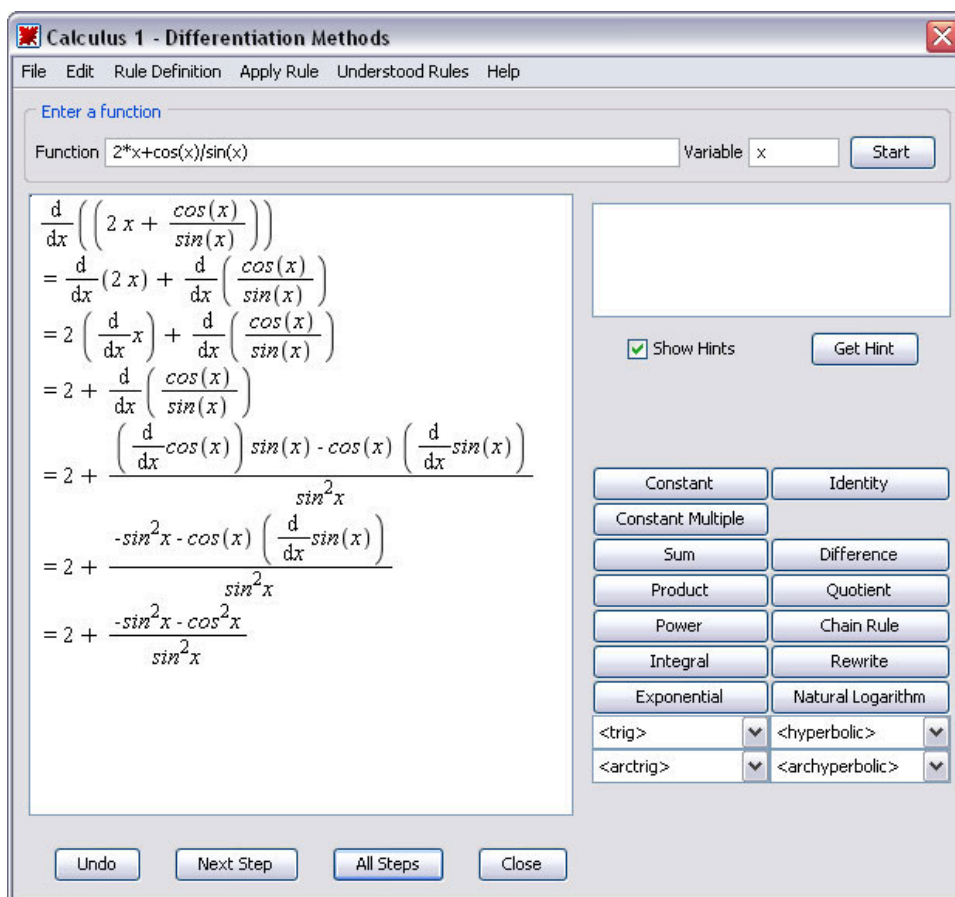 Calculus 1 - Differentiation Methods
File Edit Rule Definition Apply Rule Understood Rules Help
Enter a function
Function 2*x+cos(x)/sin(x) Variable x Start
d/dx((2 x + cos(x)/sin(x)))
= d/dx(2 x) + d/dx(cos(x)/sin(x))
= 2 (d/dx x) + d/dx(cos(x)/sin(x))
= 2 + d/dx(cos(x)/sin(x))
= 2 + ((d/dx cos(x)) sin(x) - cos(x) (d/dx sin(x)))/sin²x
= 2 + (-sin²x - cos(x) (d/dx sin(x)))/sin²x
= 2 + (-sin²x - cos²x)/sin²x
Show Hints Get Hint
Constant Identity
Constant Multiple
Sum Difference
Product Quotient
Power Chain Rule
Integral Rewrite
Exponential Natural Logarithm
<trig> <hyperbolic>
<arctrig> <archyperbolic>
Undo Next Step All Steps Close